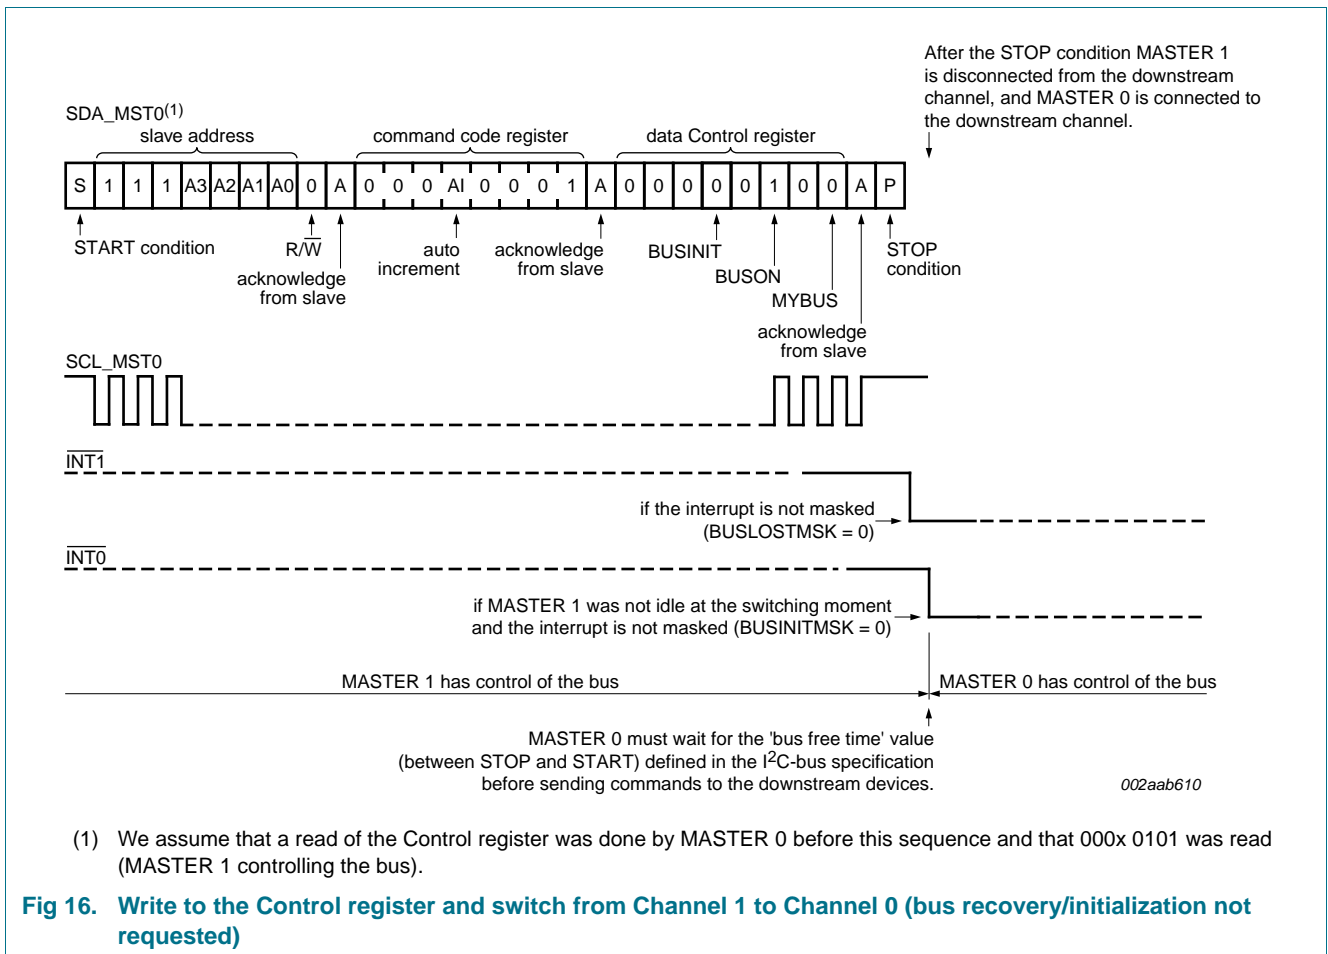 After the STOP condition MASTER 1
is disconnected from the downstream
channel, and MASTER 0 is connected to
the downstream channel.
SDA_MST0(1)
slave address command code register data Control register
S 1 1 1 A3 A2 A1 A0 0 A 0 0 0 AI 0 0 0 1 A 0 0 0 0 0 1 0 0 A P
START condition
R/W
acknowledge
from slave
auto
increment
acknowledge
from slave
BUSINIT
BUSON
MYBUS
acknowledge
from slave
STOP
condition
SCL_MST0
INT1
if the interrupt is not masked
(BUSLOSTMSK = 0)
INT0
if MASTER 1 was not idle at the switching moment
and the interrupt is not masked (BUSINITMSK = 0)
MASTER 1 has control of the bus MASTER 0 has control of the bus
MASTER 0 must wait for the 'bus free time' value
(between STOP and START) defined in the I2C-bus specification
before sending commands to the downstream devices.
002aab610
(1) We assume that a read of the Control register was done by MASTER 0 before this sequence and that 000x 0101 was read
(MASTER 1 controlling the bus).
Fig 16. Write to the Control register and switch from Channel 1 to Channel 0 (bus recovery/initialization not
requested)